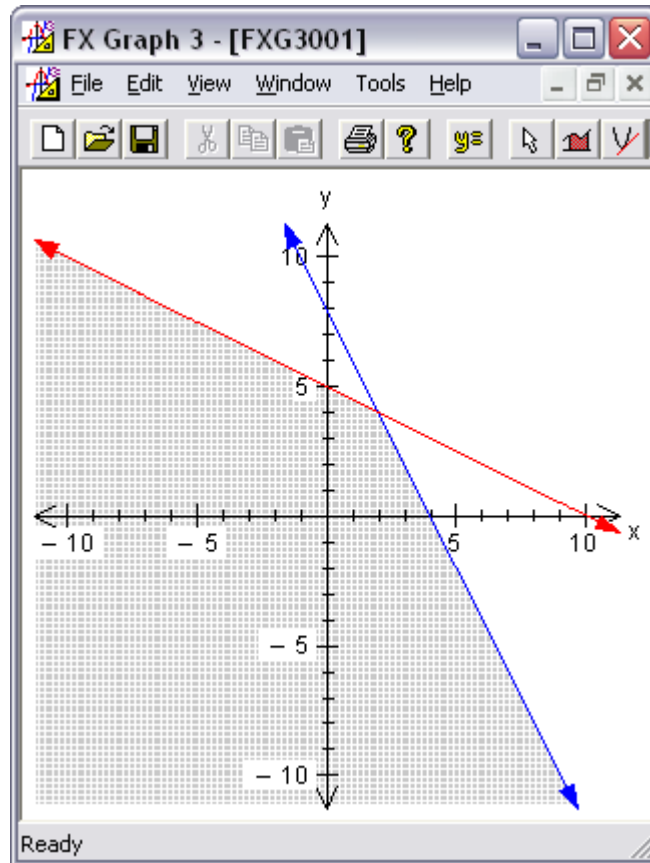 FX Graph 3 - [FXG3001]
File Edit View Window Tools Help
y=
y
10
5
– 10 – 5 5 10 x
– 5
– 10
Ready